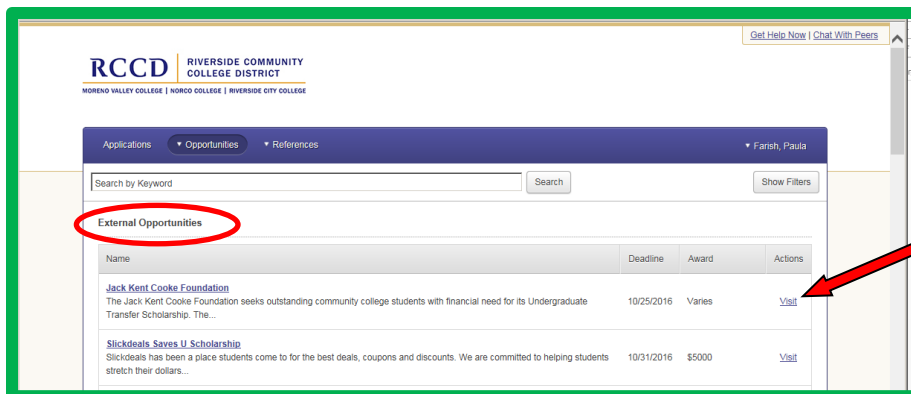 Get Help Now | Chat With Peers
RCCD
RIVERSIDE COMMUNITY
COLLEGE DISTRICT
MORENO VALLEY COLLEGE | NORCO COLLEGE | RIVERSIDE CITY COLLEGE
Applications ▼ Opportunities ▼ References ▼ Farish, Paula
Search by Keyword Search Show Filters
External Opportunities
Name Deadline Award Actions
Jack Kent Cooke Foundation
The Jack Kent Cooke Foundation seeks outstanding community college students with financial need for its Undergraduate 10/25/2016 Varies Visit
Transfer Scholarship. The...
Slickdeals Saves U Scholarship
Slickdeals has been a place students come to for the best deals, coupons and discounts. We are committed to helping students 10/31/2016 $5000 Visit
stretch their dollars...